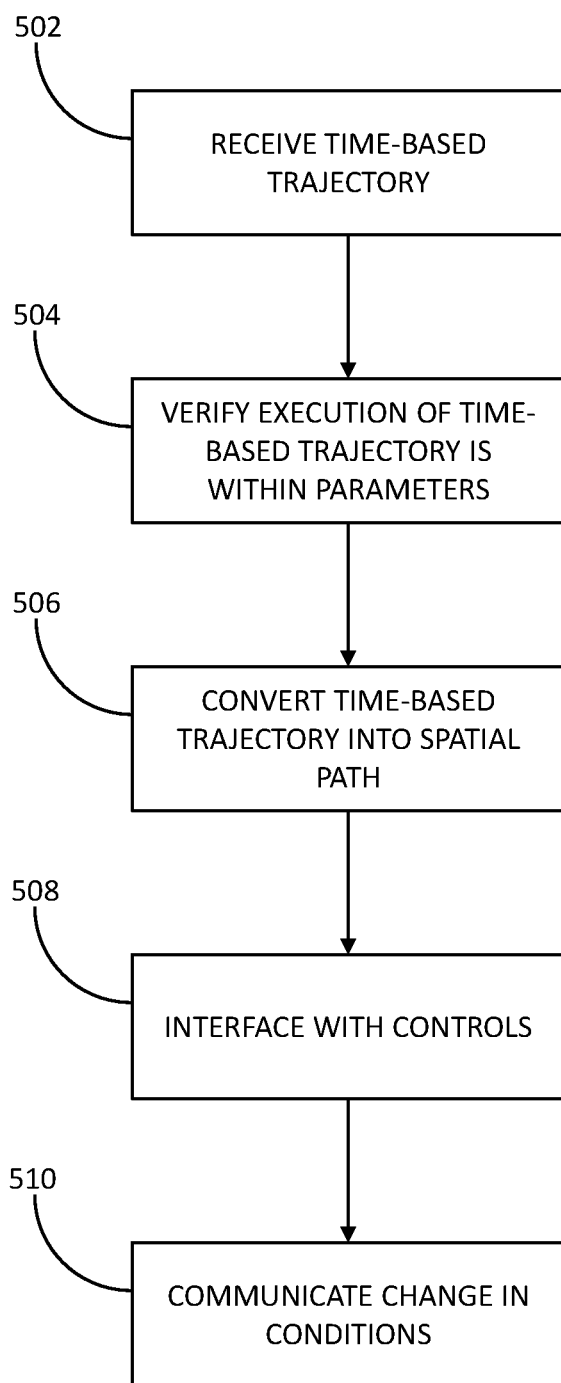 502
RECEIVE TIME-BASED
TRAJECTORY
504
VERIFY EXECUTION OF TIME-
BASED TRAJECTORY IS
WITHIN PARAMETERS
506
CONVERT TIME-BASED
TRAJECTORY INTO SPATIAL
PATH
508
INTERFACE WITH CONTROLS
510
COMMUNICATE CHANGE IN
CONDITIONS